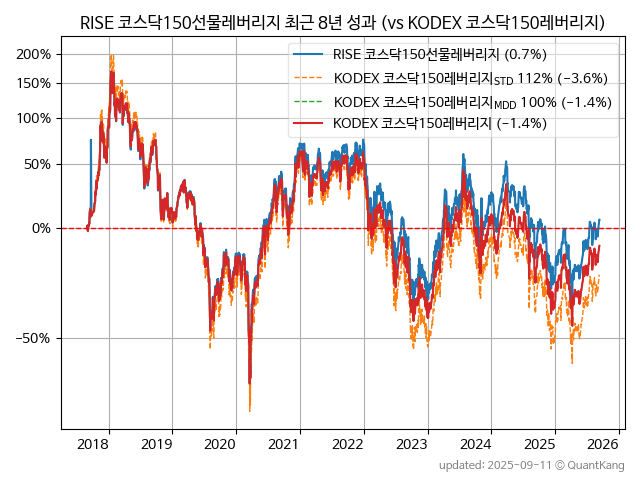 RISE 코스닥150선물레버리지 최근 8년 성과 (vs KODEX 코스닥150레버리지)
RISE 코스닥150선물레버리지 (0.7%)
KODEX 코스닥150레버리지STD 112% (−3.6%)
KODEX 코스닥150레버리지MDD 100% (−1.4%)
KODEX 코스닥150레버리지 (−1.4%)
200%
150%
100%
50%
0%
−50%
2018 2019 2020 2021 2022 2023 2024 2025 2026
updated: 2025-09-11 © QuantKang